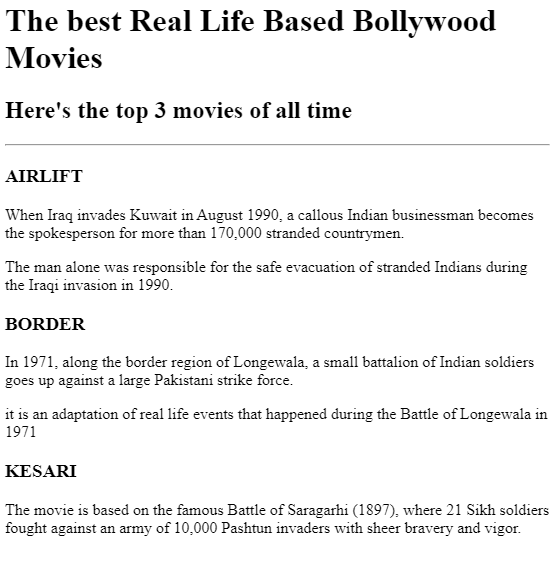 The best Real Life Based Bollywood
Movies
Here's the top 3 movies of all time
AIRLIFT
When Iraq invades Kuwait in August 1990, a callous Indian businessman becomes
the spokesperson for more than 170,000 stranded countrymen.
The man alone was responsible for the safe evacuation of stranded Indians during
the Iraqi invasion in 1990.
BORDER
In 1971, along the border region of Longewala, a small battalion of Indian soldiers
goes up against a large Pakistani strike force.
it is an adaptation of real life events that happened during the Battle of Longewala in
1971
KESARI
The movie is based on the famous Battle of Saragarhi (1897), where 21 Sikh soldiers
fought against an army of 10,000 Pashtun invaders with sheer bravery and vigor.